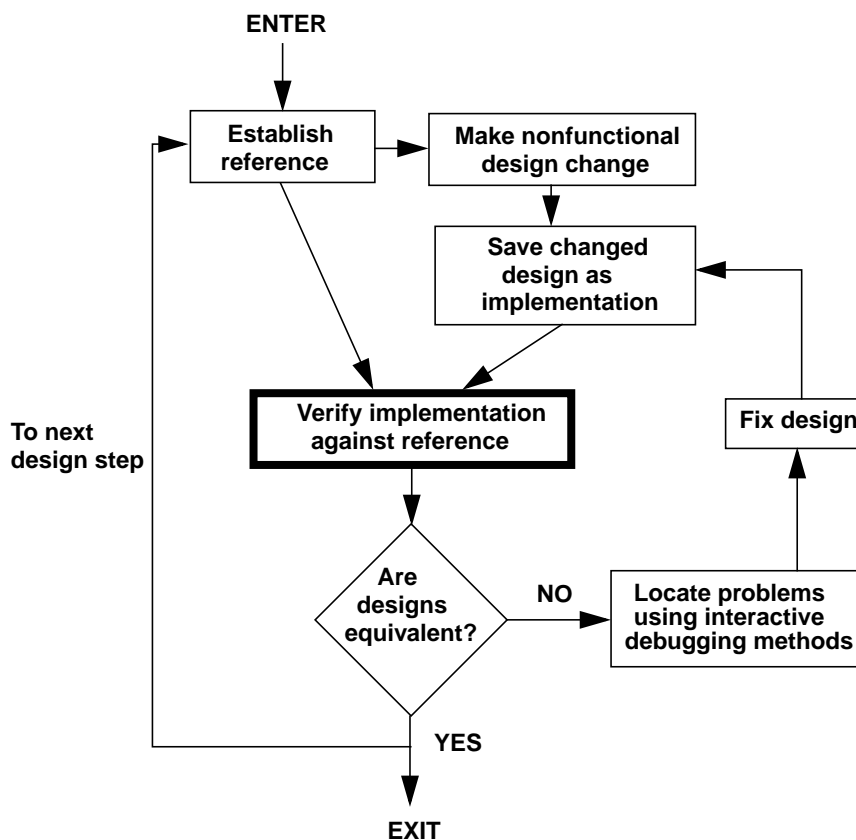 ENTER
Establish
reference
Make nonfunctional
design change
Save changed
design as
implementation
Verify implementation
against reference
To next
design step
Fix design
Are
designs
equivalent?
NO
Locate problems
using interactive
debugging methods
YES
EXIT